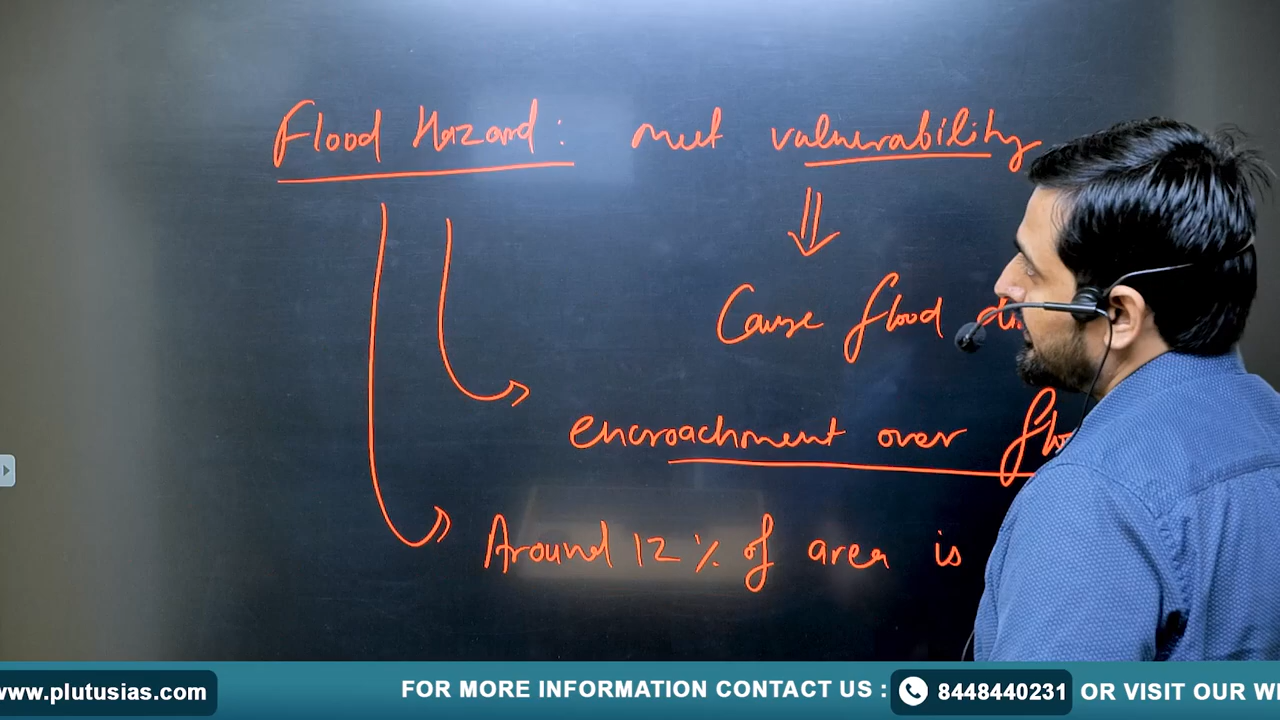 Flood Hazard: meet vulnerability
Cause flood
encroachment over
Around 12% of area is
www.plutusias.com FOR MORE INFORMATION CONTACT US : 8448440231 OR VISIT OUR